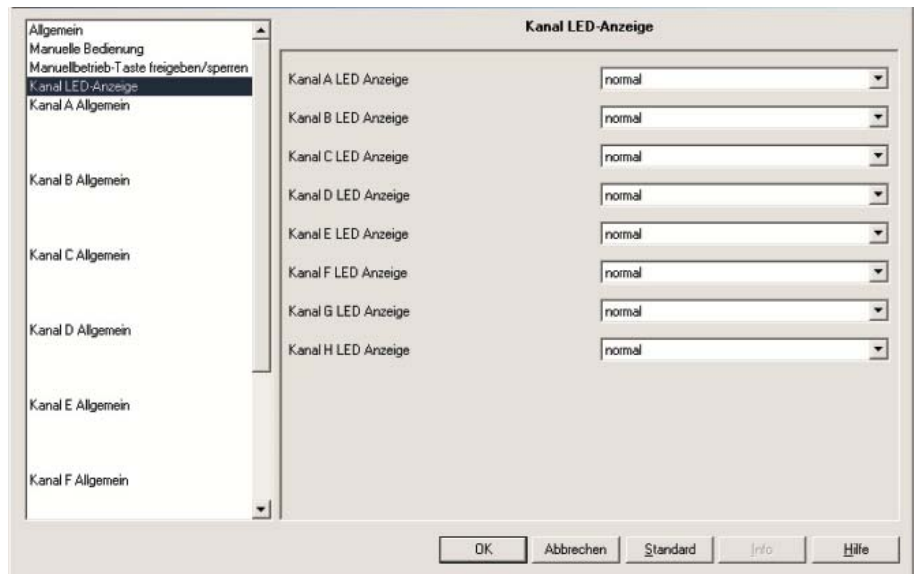 Kanal LED-Anzeige
Allgemein
Manuelle Bedienung
Manuellbetrieb-Taste freigeben/sperren
Kanal LED-Anzeige
Kanal A Allgemein
Kanal B Allgemein
Kanal C Allgemein
Kanal D Allgemein
Kanal E Allgemein
Kanal F Allgemein
Kanal A LED Anzeige normal
Kanal B LED Anzeige normal
Kanal C LED Anzeige normal
Kanal D LED Anzeige normal
Kanal E LED Anzeige normal
Kanal F LED Anzeige normal
Kanal G LED Anzeige normal
Kanal H LED Anzeige normal
OK Abbrechen Standard Info Hilfe